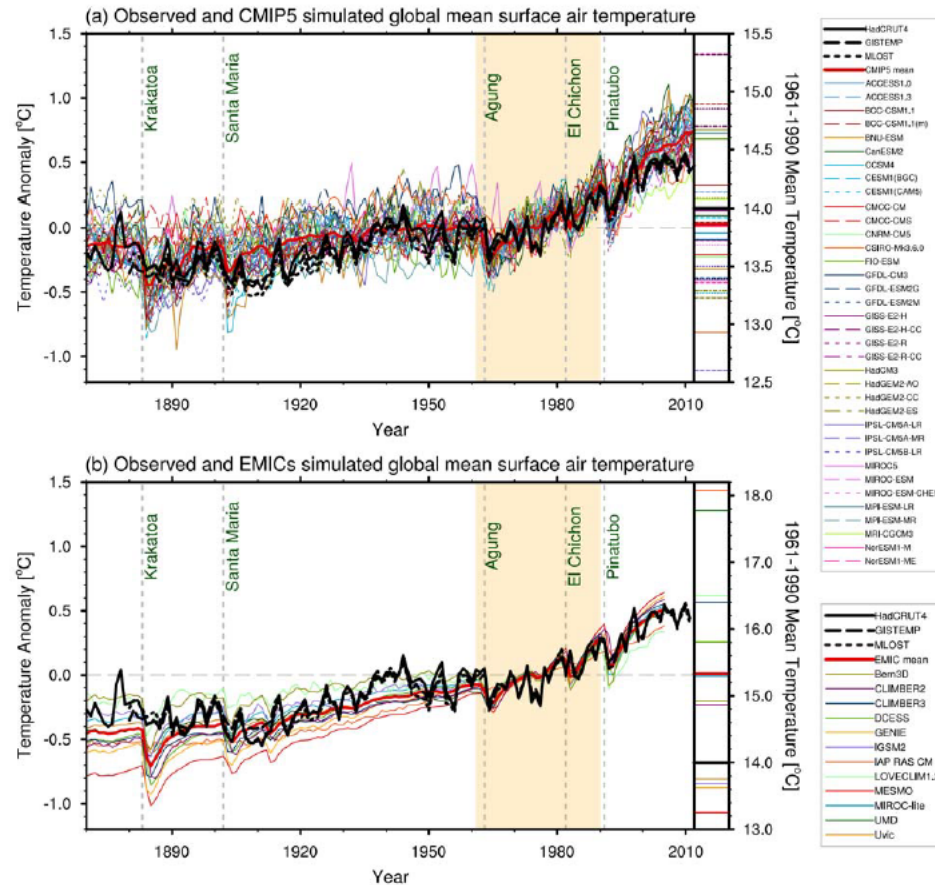 (a) Observed and CMIP5 simulated global mean surface air temperature
1.5
1.0
0.5
0.0
-0.5
-1.0
Temperature Anomaly [°C]
Krakatoa
Santa Maria
Agung
El Chichon
Pinatubo
15.5
15.0
14.5
14.0
13.5
13.0
12.5
1961-1990 Mean Temperature [°C]
1890
1920
1950
1980
2010
Year
HadCRUT4
GISTEMP
MLOST
CMIP5 mean
ACCESS1.0
ACCESS1.3
BCC-CSM1.1
BCC-CSM1.1(m)
BNU-ESM
CanESM2
CCSM4
CESM1(BGC)
CESM1(CAM5)
CMCC-CM
CMCC-CMS
CNRM-CM5
CSIRO-Mk3.6.0
FIO-ESM
GFDL-CM3
GFDL-ESM2G
GFDL-ESM2M
GISS-E2-H
GISS-E2-H-CC
GISS-E2-R
GISS-E2-R-CC
HadCM3
HadGEM2-AO
HadGEM2-CC
HadGEM2-ES
IPSL-CM5A-LR
IPSL-CM5A-MR
IPSL-CM5B-LR
MIROC5
MIROC-ESM
MIROC-ESM-CHE
MPI-ESM-LR
MPI-ESM-MR
MRI-CGCM3
NorESM1-M
NorESM1-ME
(b) Observed and EMICs simulated global mean surface air temperature
1.5
1.0
0.5
0.0
-0.5
-1.0
Temperature Anomaly [°C]
Krakatoa
Santa Maria
Agung
El Chichon
Pinatubo
18.0
17.0
16.0
15.0
14.0
13.0
1961-1990 Mean Temperature [°C]
1890
1920
1950
1980
2010
Year
HadCRUT4
GISTEMP
MLOST
EMIC mean
Bern3D
CLIMBER2
CLIMBER3
DCESS
GENIE
IGSM2
IAP RAS CM
LOVECLIM1.
MESMO
MIROC-lite
UMD
Uvic